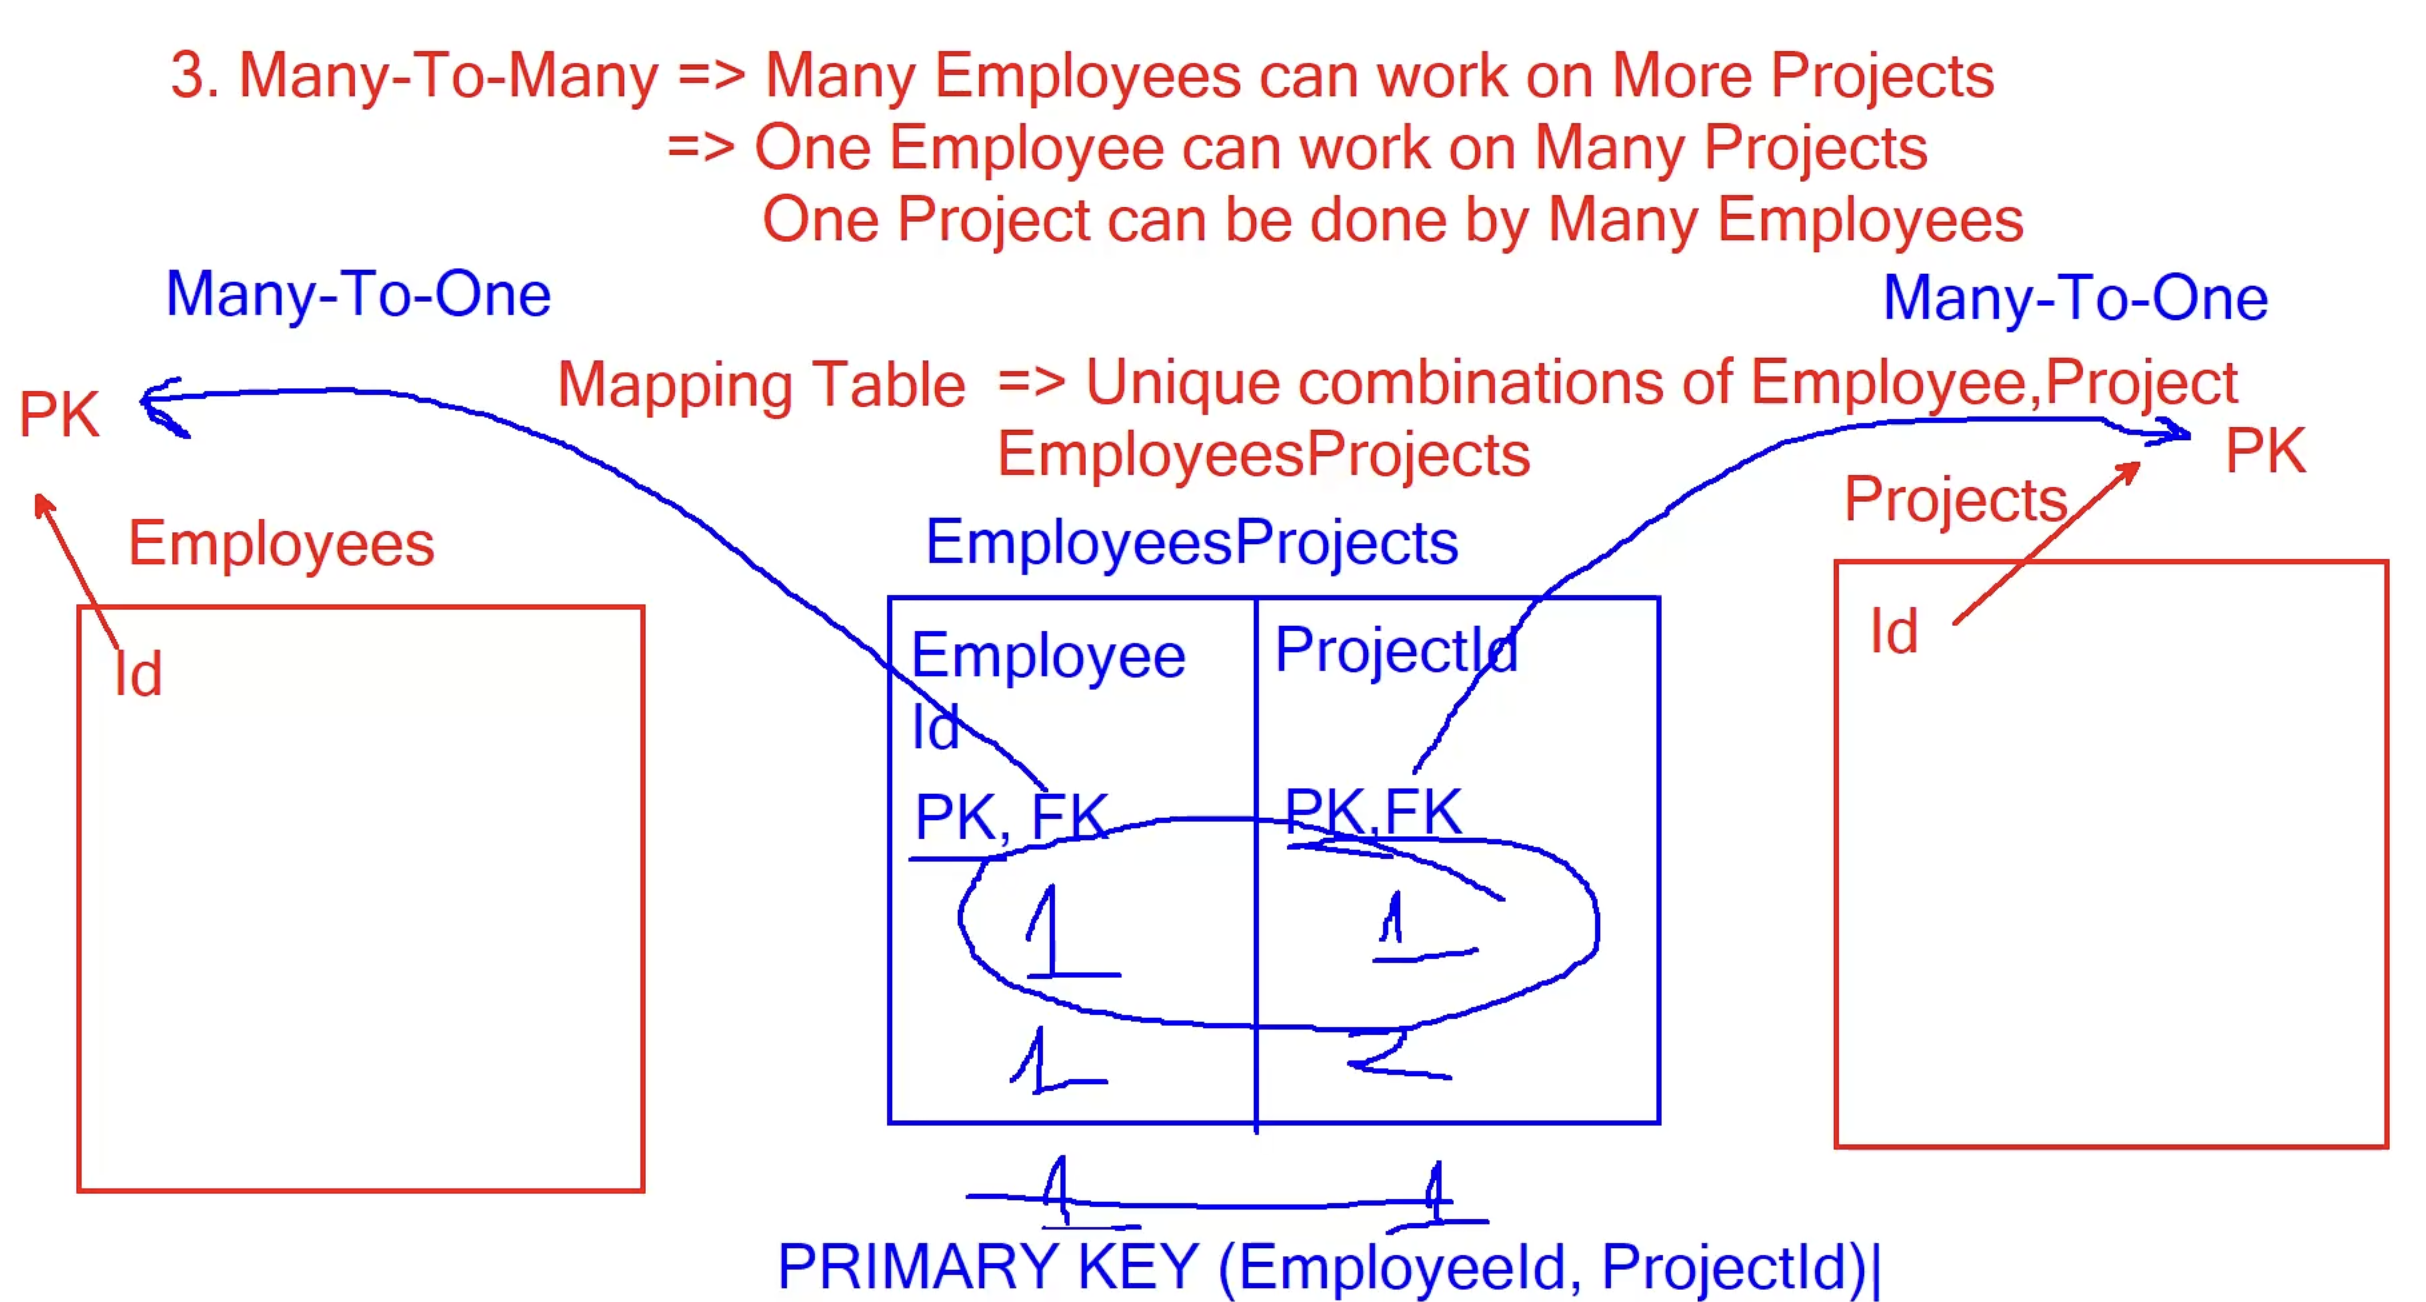 3. Many-To-Many => Many Employees can work on More Projects
=> One Employee can work on Many Projects
One Project can be done by Many Employees
Many-To-One
Many-To-One
Mapping Table => Unique combinations of Employee,Project
EmployeesProjects
PK
PK
Employees
EmployeesProjects
Projects
Id
Employee
Id
PK, FK
ProjectId
PK,FK
Id
1 1
1 2
1 1
PRIMARY KEY (EmployeeId, ProjectId)|